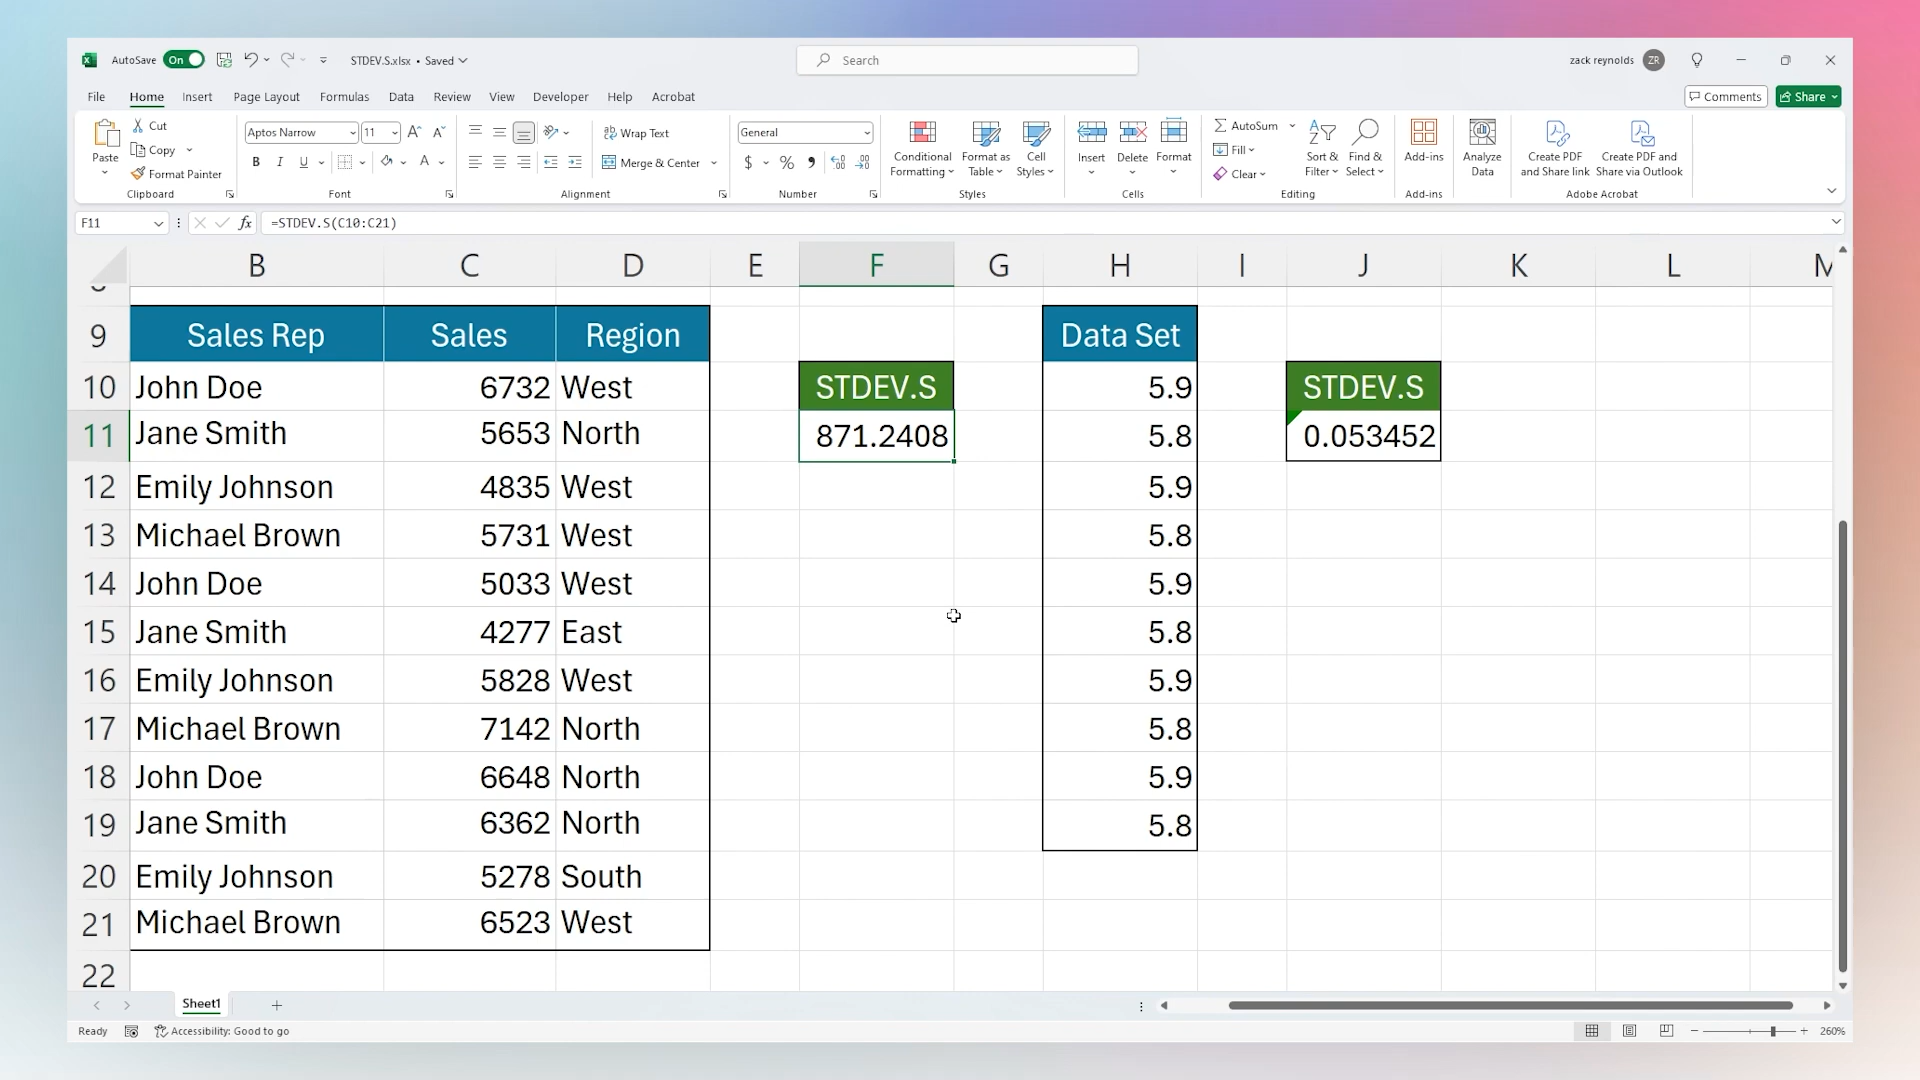 AutoSave On STDEV.S.xlsx • Saved Search zack reynolds ZR
File Home Insert Page Layout Formulas Data Review View Developer Help Acrobat Comments Share
Paste Cut Copy Format Painter Clipboard
Aptos Narrow 11 B I U A Font
Wrap Text Merge & Center Alignment
General $ % Number
Conditional Formatting Format as Table Cell Styles Styles
Insert Delete Format Cells
AutoSum Fill Clear Sort & Filter Find & Select Editing
Add-ins Add-ins
Analyze Data
Create PDF and Share link Create PDF and Share via Outlook Adobe Acrobat
F11 fx =STDEV.S(C10:C21)
B C D E F G H I J K L M
9 Sales Rep Sales Region Data Set
10 John Doe 6732 West STDEV.S 5.9 STDEV.S
11 Jane Smith 5653 North 871.2408 5.8 0.053452
12 Emily Johnson 4835 West 5.9
13 Michael Brown 5731 West 5.8
14 John Doe 5033 West 5.9
15 Jane Smith 4277 East 5.8
16 Emily Johnson 5828 West 5.9
17 Michael Brown 7142 North 5.8
18 John Doe 6648 North 5.9
19 Jane Smith 6362 North 5.8
20 Emily Johnson 5278 South
21 Michael Brown 6523 West
22
Sheet1
Ready Accessibility: Good to go 260%